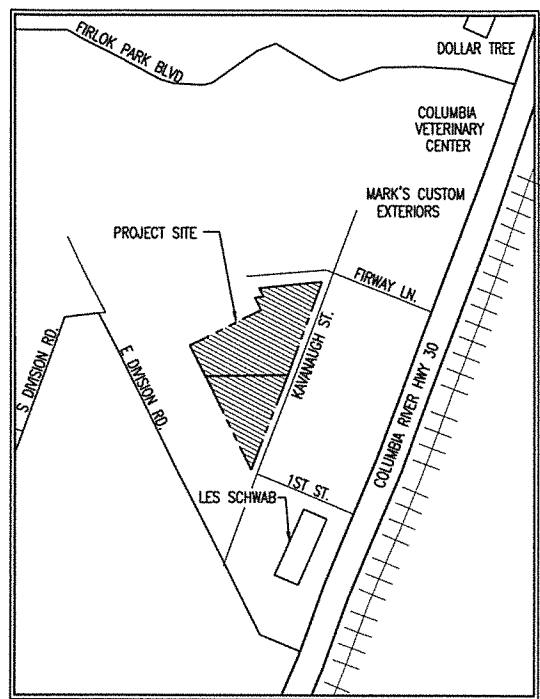 FIRLOK PARK BLVD.
DOLLAR TREE
COLUMBIA
VETERINARY
CENTER
MARK'S CUSTOM
EXTERIORS
PROJECT SITE
FIRWAY LN.
KAVANAUGH ST.
S DIVISION RD.
E DIVISION RD.
COLUMBIA RIVER HWY 30
1ST ST.
LES SCHWAB